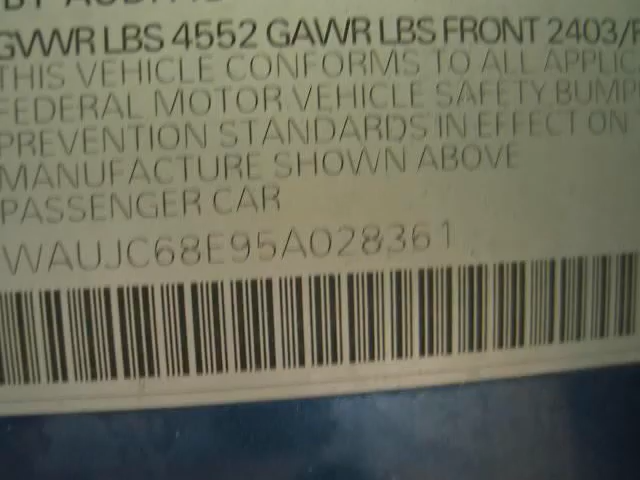 BY AUDI AG
GVWR LBS 4552 GAWR LBS FRONT 2403/R
THIS VEHICLE CONFORMS TO ALL APPLIC
FEDERAL MOTOR VEHICLE SAFETY BUMP
PREVENTION STANDARDS IN EFFECT ON
MANUFACTURE SHOWN ABOVE
PASSENGER CAR
WAUJC68E95A028361